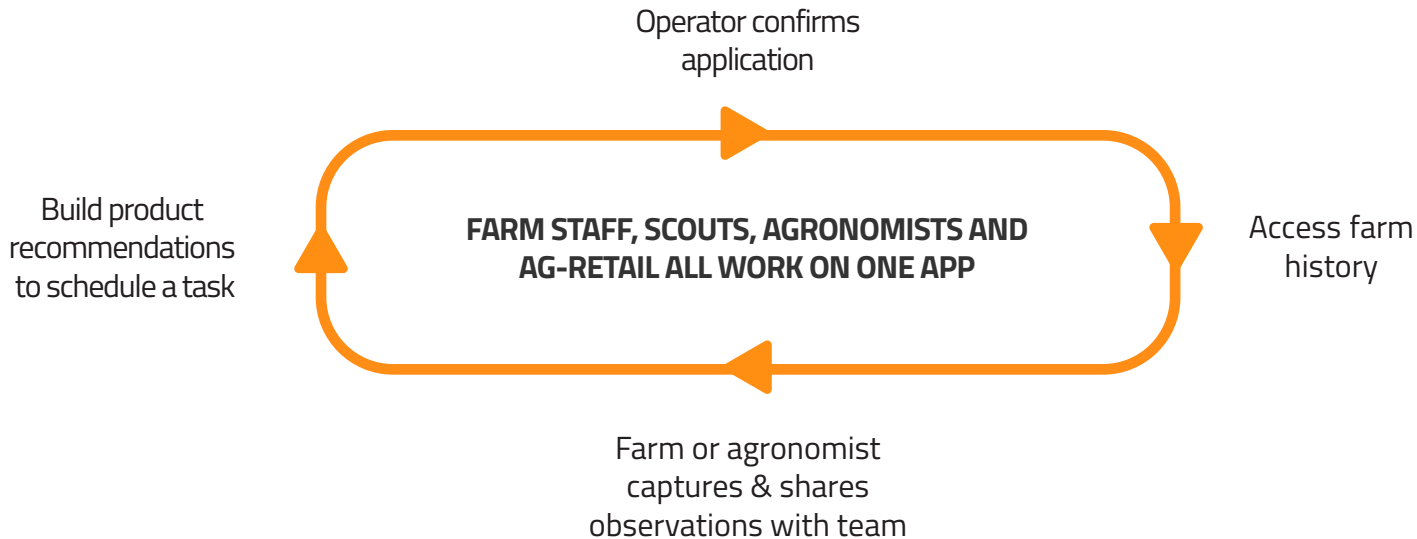 Operator confirms
application
Build product
recommendations
to schedule a task
FARM STAFF, SCOUTS, AGRONOMISTS AND
AG-RETAIL ALL WORK ON ONE APP
Access farm
history
Farm or agronomist
captures & shares
observations with team